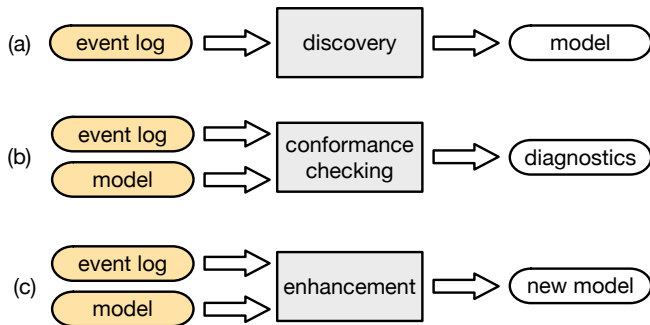 (a) event log discovery model
(b) event log conformance checking diagnostics
model
(c) event log enhancement new model
model